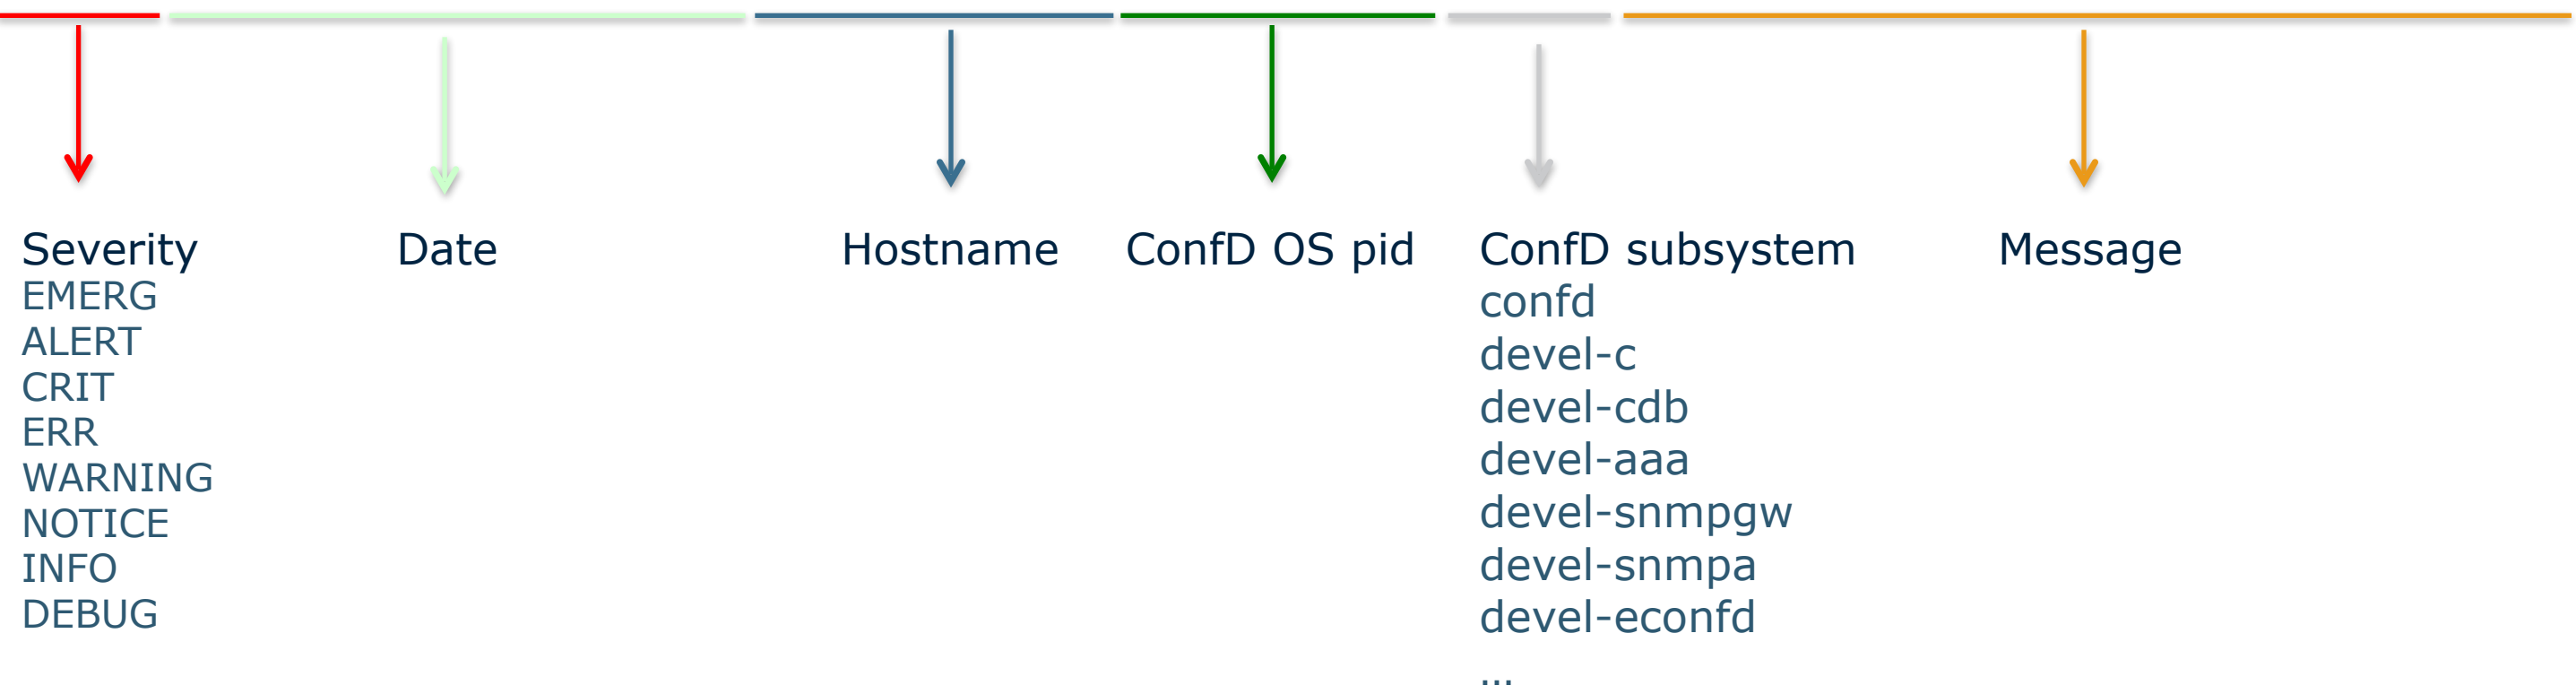 Severity
EMERG
ALERT
CRIT
ERR
WARNING
NOTICE
INFO
DEBUG
Date
Hostname
ConfD OS pid
ConfD subsystem
confd
devel-c
devel-cdb
devel-aaa
devel-snmpgw
devel-snmpa
devel-econfd
...
Message